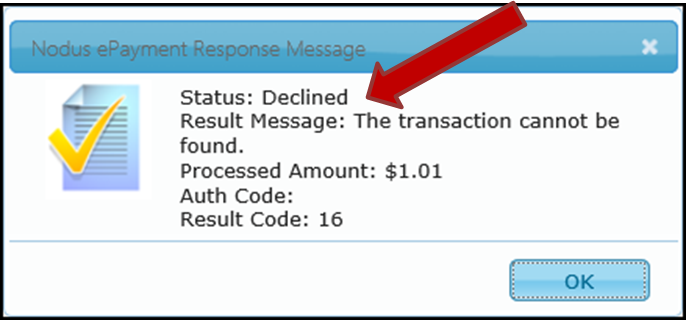 Nodus ePayment Response Message
Status: Declined
Result Message: The transaction cannot be
found.
Processed Amount: $1.01
Auth Code:
Result Code: 16
OK